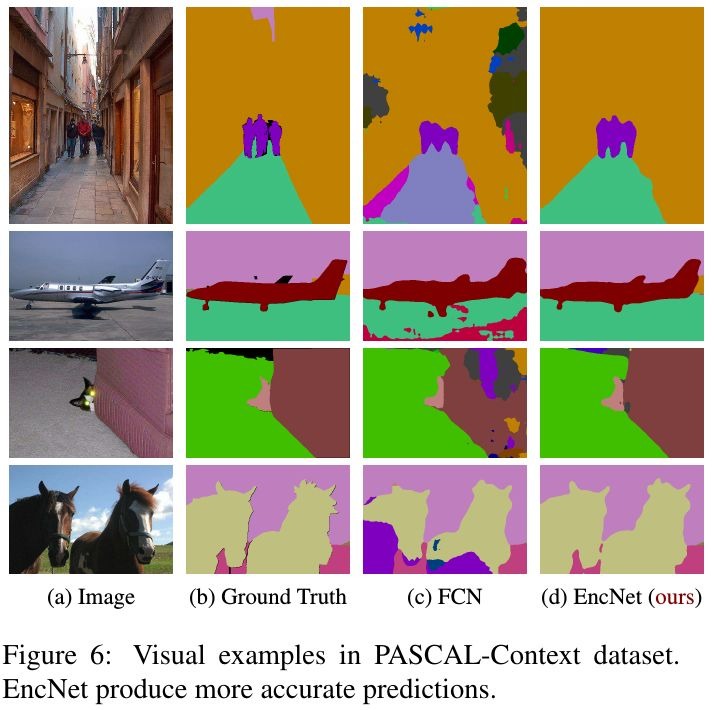 (a) Image (b) Ground Truth (c) FCN (d) EncNet (ours)
Figure 6: Visual examples in PASCAL-Context dataset.
EncNet produce more accurate predictions.